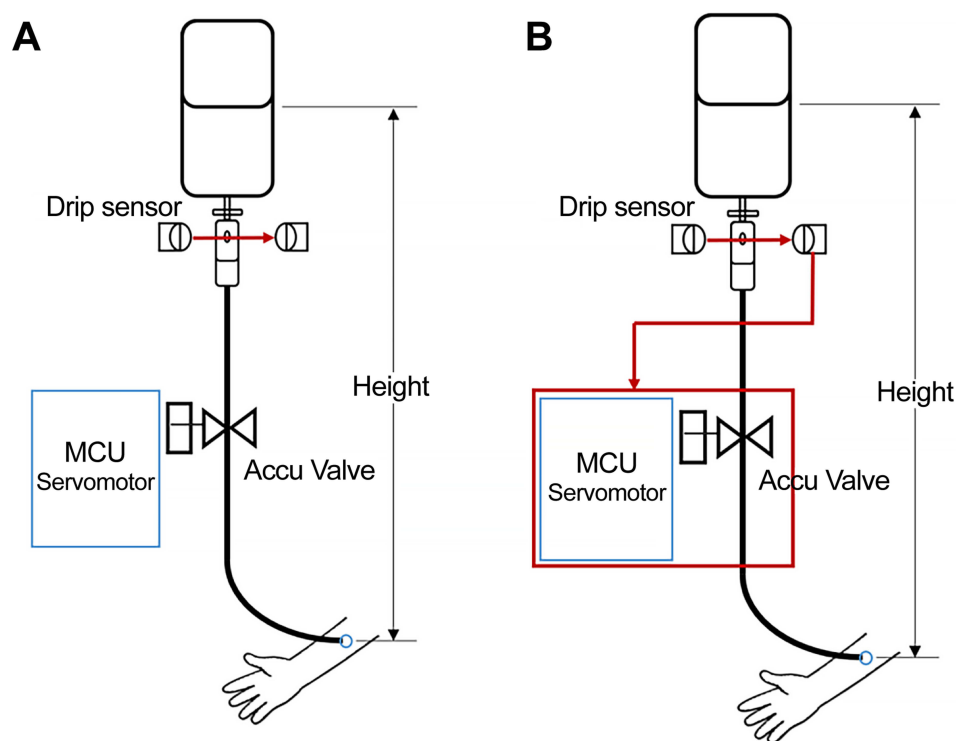 A
Drip sensor
Height
MCU
Servomotor
Accu Valve
B
Drip sensor
Height
MCU
Servomotor
Accu Valve